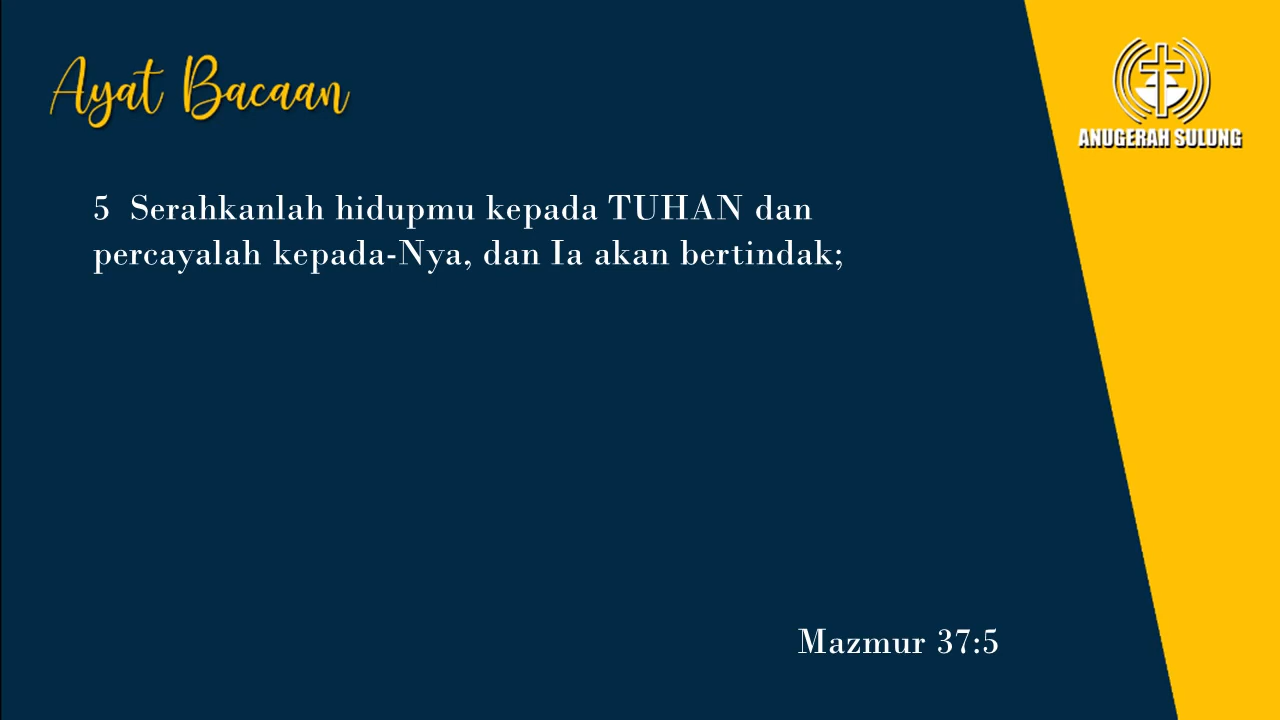 Ayat Bacaan
ANUGERAH SULUNG
5 Serahkanlah hidupmu kepada TUHAN dan
percayalah kepada-Nya, dan Ia akan bertindak;
Mazmur 37:5